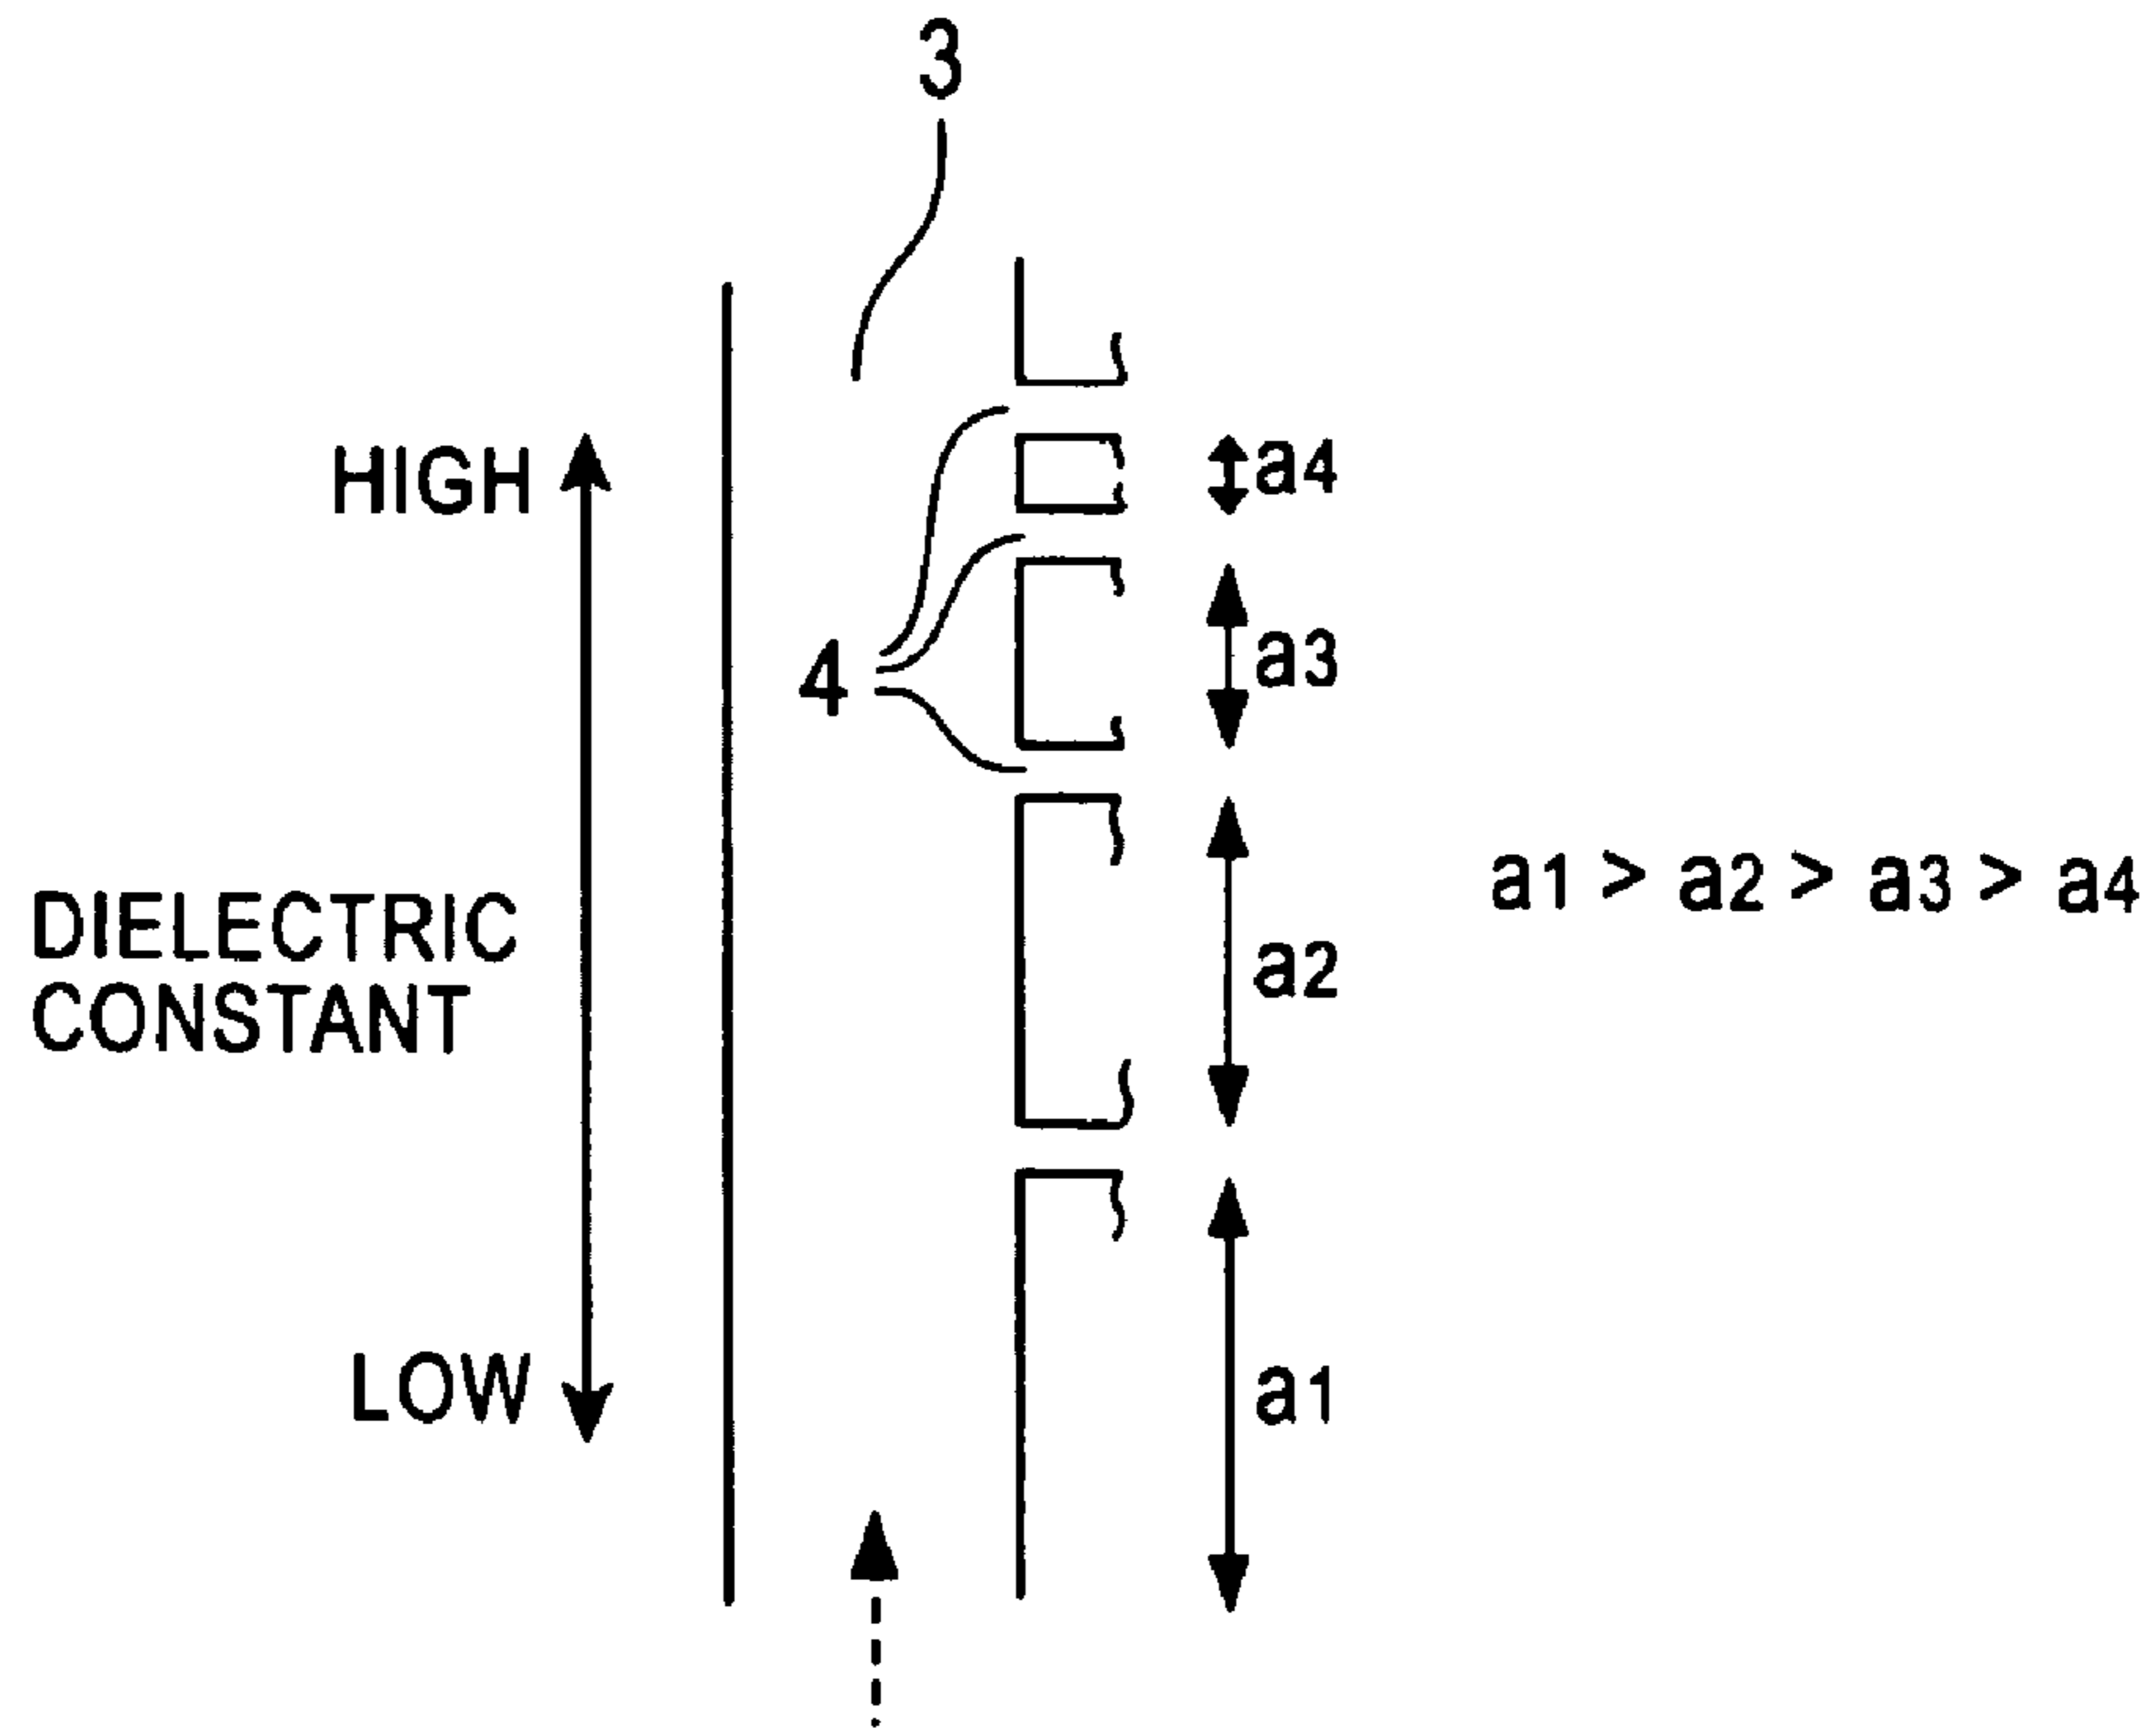 3
HIGH
a4
4
a3
DIELECTRIC
CONSTANT
a2
a1 > a2 > a3 > a4
LOW
a1